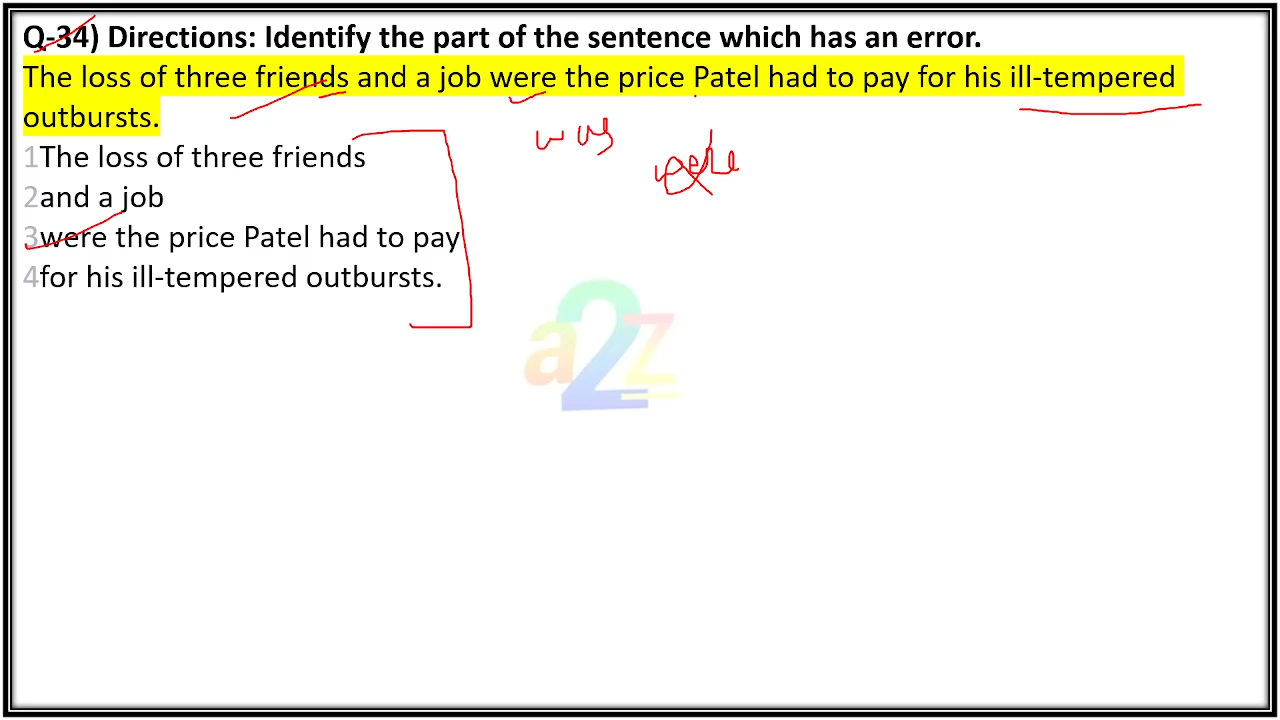 Q-34) Directions: Identify the part of the sentence which has an error.
The loss of three friends and a job were the price Patel had to pay for his ill-tempered
outbursts.
was
were
1The loss of three friends
2and a job
3were the price Patel had to pay
4for his ill-tempered outbursts.
a2z